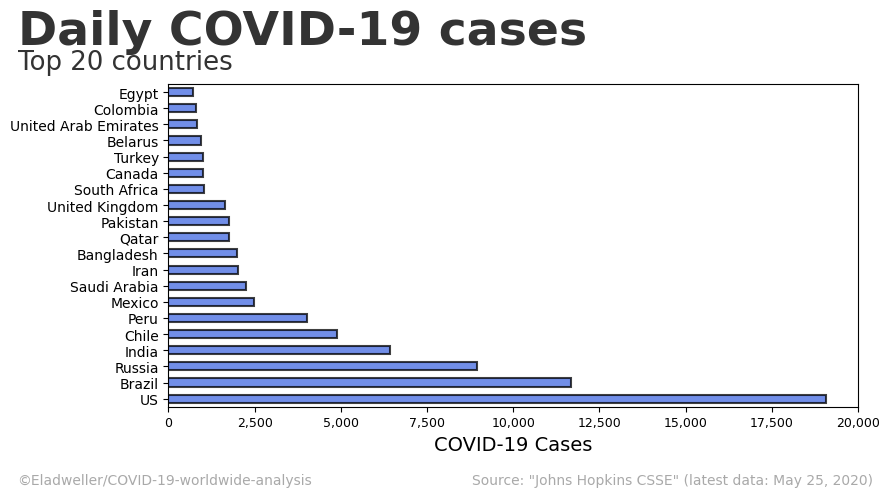 Daily COVID-19 cases
Top 20 countries
Egypt
Colombia
United Arab Emirates
Belarus
Turkey
Canada
South Africa
United Kingdom
Pakistan
Qatar
Bangladesh
Iran
Saudi Arabia
Mexico
Peru
Chile
India
Russia
Brazil
US
0 2,500 5,000 7,500 10,000 12,500 15,000 17,500 20,000
COVID-19 Cases
©Eladweller/COVID-19-worldwide-analysis Source: "Johns Hopkins CSSE" (latest data: May 25, 2020)